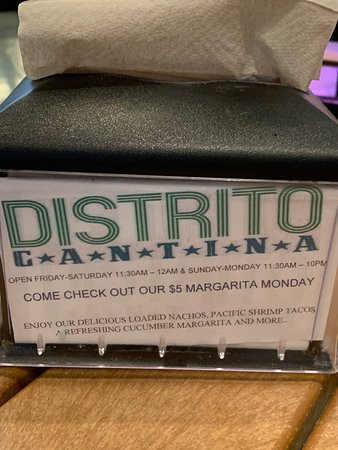 DISTRITO
C★A★N★T★I★N★A
OPEN FRIDAY-SATURDAY 11:30AM – 12AM & SUNDAY-MONDAY 11:30AM – 10PM
COME CHECK OUT OUR $5 MARGARITA MONDAY
ENJOY OUR DELICIOUS LOADED NACHOS, PACIFIC SHRIMP TACOS,
A REFRESHING CUCUMBER MARGARITA AND MORE..